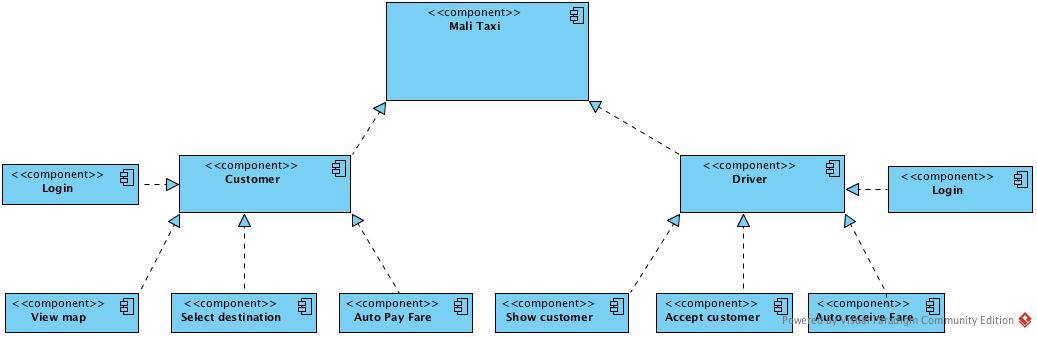 <<component>>
Mali Taxi
<<component>>
Customer
<<component>>
Driver
<<component>>
Login
<<component>>
Login
<<component>>
View map
<<component>>
Select destination
<<component>>
Auto Pay Fare
<<component>>
Show customer
<<component>>
Accept customer
<<component>>
Auto receive Fare
Powered By Visual Paradigm Community Edition